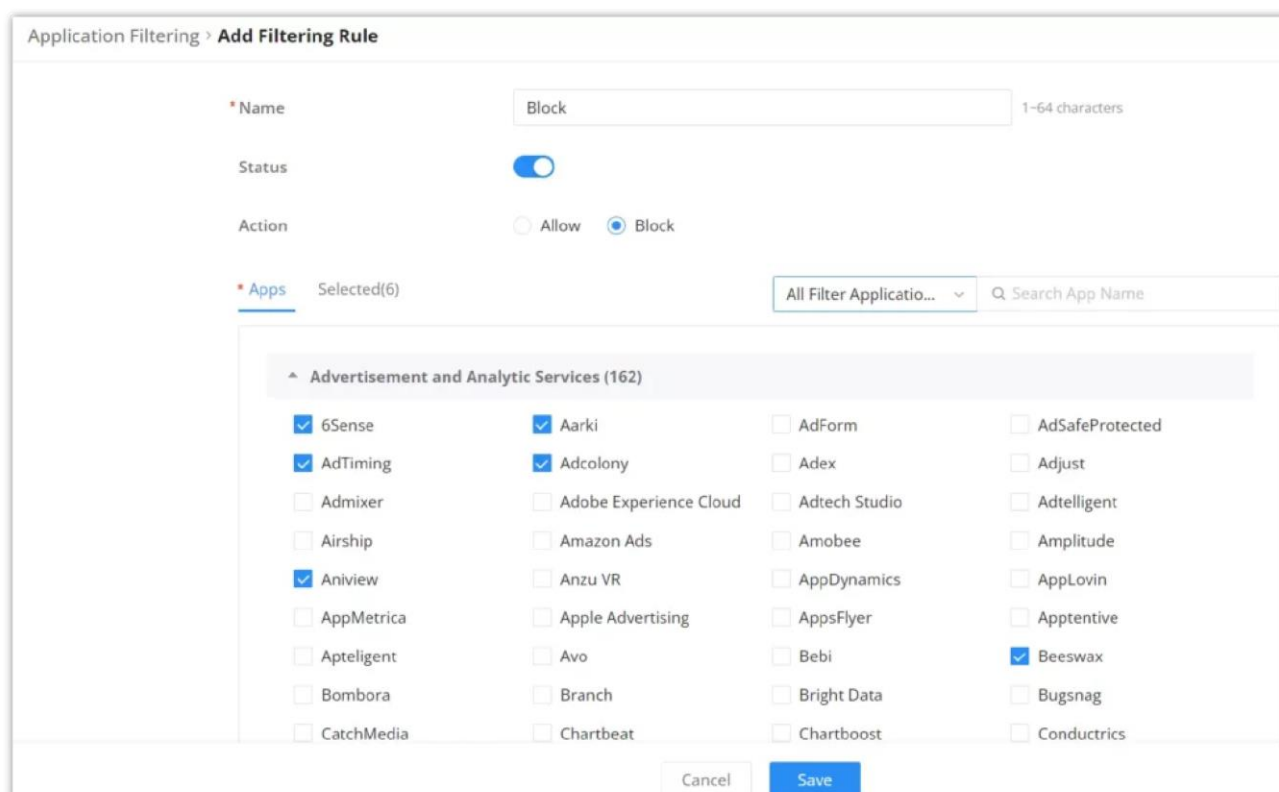 Application Filtering > Add Filtering Rule
* Name Block 1~64 characters
Status
Action Allow Block
* Apps Selected(6) All Filter Applicatio... Search App Name
Advertisement and Analytic Services (162)
6Sense Aarki AdForm AdSafeProtected
AdTiming Adcolony Adex Adjust
Admixer Adobe Experience Cloud Adtech Studio Adtelligent
Airship Amazon Ads Amobee Amplitude
Aniview Anzu VR AppDynamics AppLovin
AppMetrica Apple Advertising AppsFlyer Apptentive
Apteligent Avo Bebi Beeswax
Bombora Branch Bright Data Bugsnag
CatchMedia Chartbeat Chartboost Conductrics
Cancel Save